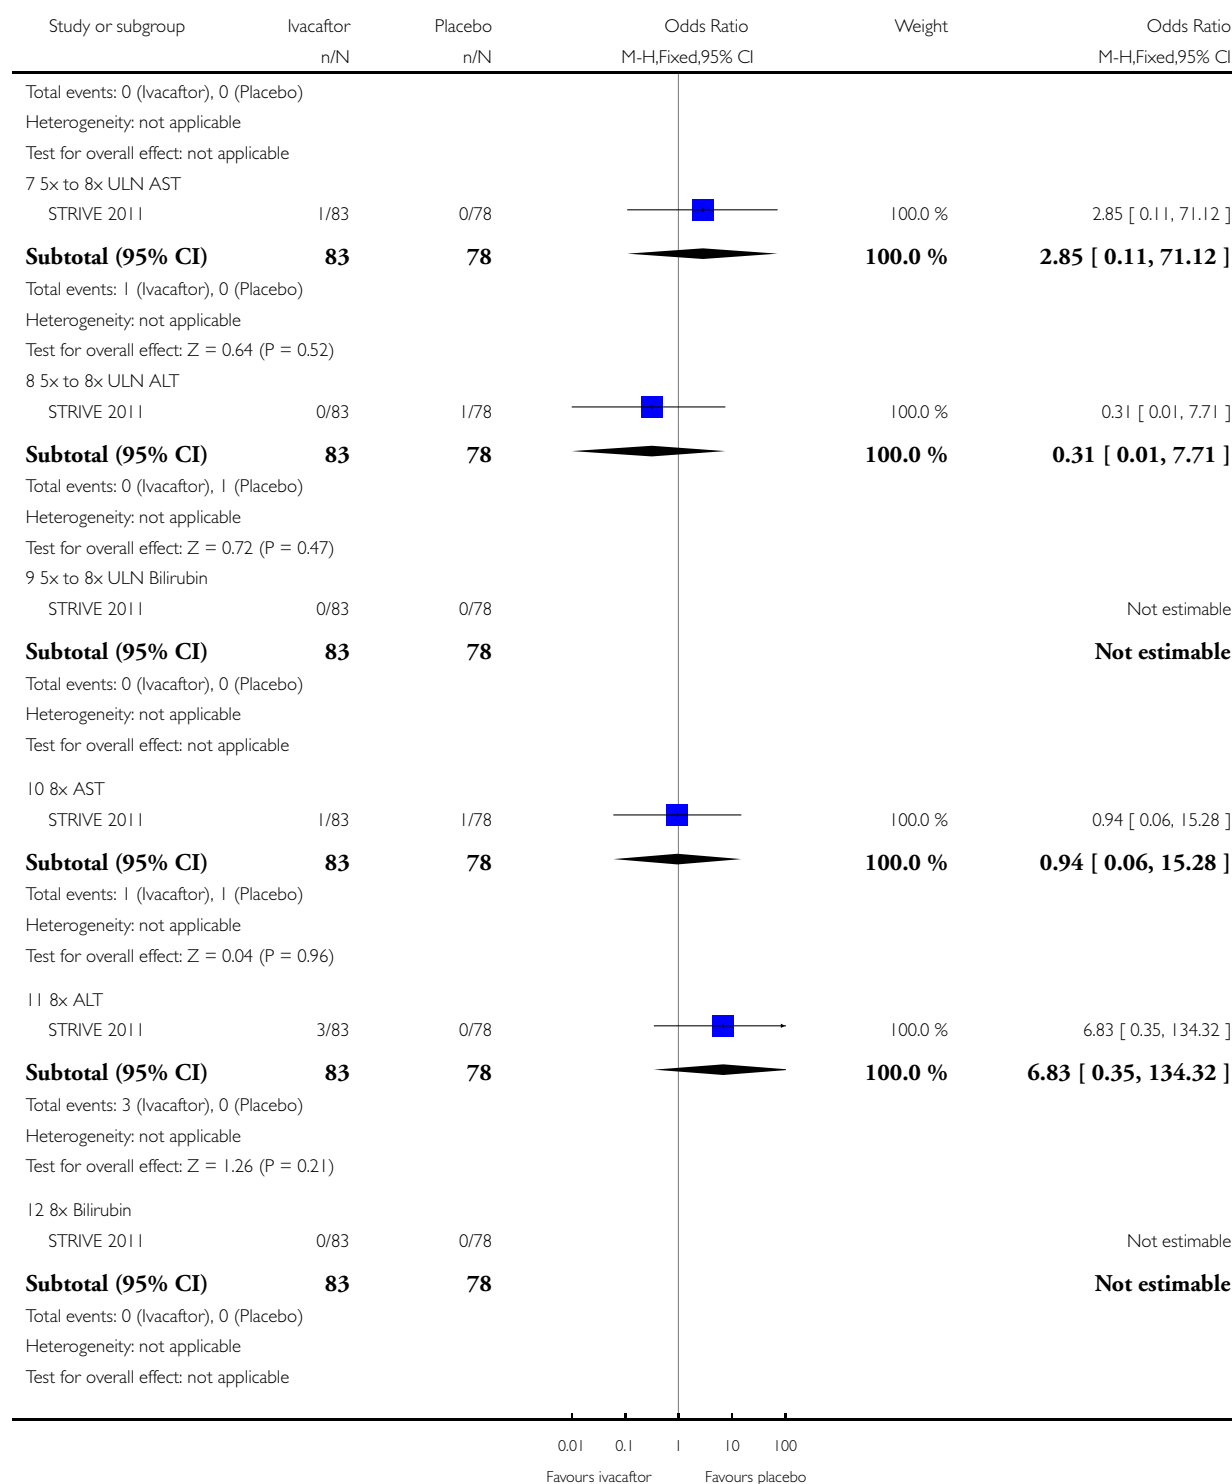 Study or subgroup Ivacaftor Placebo Odds Ratio Weight Odds Ratio
n/N n/N M-H,Fixed,95% CI M-H,Fixed,95% CI
Total events: 0 (Ivacaftor), 0 (Placebo)
Heterogeneity: not applicable
Test for overall effect: not applicable
7 5x to 8x ULN AST
STRIVE 2011 1/83 0/78 100.0 % 2.85 [ 0.11, 71.12 ]
Subtotal (95% CI) 83 78 100.0 % 2.85 [ 0.11, 71.12 ]
Total events: 1 (Ivacaftor), 0 (Placebo)
Heterogeneity: not applicable
Test for overall effect: Z = 0.64 (P = 0.52)
8 5x to 8x ULN ALT
STRIVE 2011 0/83 1/78 100.0 % 0.31 [ 0.01, 7.71 ]
Subtotal (95% CI) 83 78 100.0 % 0.31 [ 0.01, 7.71 ]
Total events: 0 (Ivacaftor), 1 (Placebo)
Heterogeneity: not applicable
Test for overall effect: Z = 0.72 (P = 0.47)
9 5x to 8x ULN Bilirubin
STRIVE 2011 0/83 0/78 Not estimable
Subtotal (95% CI) 83 78 Not estimable
Total events: 0 (Ivacaftor), 0 (Placebo)
Heterogeneity: not applicable
Test for overall effect: not applicable
10 8x AST
STRIVE 2011 1/83 1/78 100.0 % 0.94 [ 0.06, 15.28 ]
Subtotal (95% CI) 83 78 100.0 % 0.94 [ 0.06, 15.28 ]
Total events: 1 (Ivacaftor), 1 (Placebo)
Heterogeneity: not applicable
Test for overall effect: Z = 0.04 (P = 0.96)
11 8x ALT
STRIVE 2011 3/83 0/78 100.0 % 6.83 [ 0.35, 134.32 ]
Subtotal (95% CI) 83 78 100.0 % 6.83 [ 0.35, 134.32 ]
Total events: 3 (Ivacaftor), 0 (Placebo)
Heterogeneity: not applicable
Test for overall effect: Z = 1.26 (P = 0.21)
12 8x Bilirubin
STRIVE 2011 0/83 0/78 Not estimable
Subtotal (95% CI) 83 78 Not estimable
Total events: 0 (Ivacaftor), 0 (Placebo)
Heterogeneity: not applicable
Test for overall effect: not applicable
0.01 0.1 1 10 100
Favours ivacaftor Favours placebo